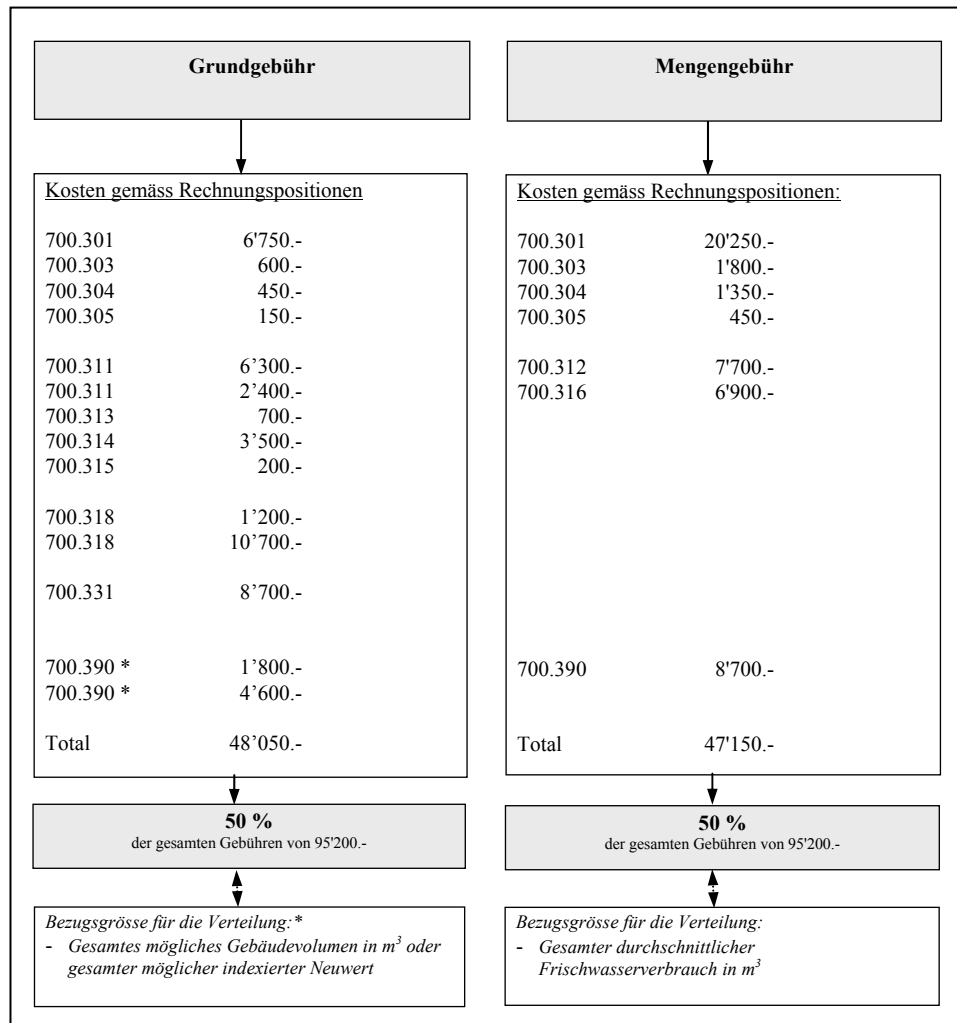 Grundgebühr
Kosten gemäss Rechnungspositionen
700.301 6'750.-
700.303 600.-
700.304 450.-
700.305 150.-
700.311 6'300.-
700.311 2’400.-
700.313 700.-
700.314 3’500.-
700.315 200.-
700.318 1’200.-
700.318 10’700.-
700.331 8’700.-
700.390 * 1’800.-
700.390 * 4’600.-
Total 48’050.-
50 %
der gesamten Gebühren von 95'200.-
Bezugsgrösse für die Verteilung:*
- Gesamtes mögliches Gebäudevolumen in m³ oder
gesamter möglicher indexierter Neuwert
Mengengebühr
Kosten gemäss Rechnungspositionen:
700.301 20'250.-
700.303 1'800.-
700.304 1'350.-
700.305 450.-
700.312 7'700.-
700.316 6'900.-
700.390 8'700.-
Total 47'150.-
50 %
der gesamten Gebühren von 95'200.-
Bezugsgrösse für die Verteilung:
- Gesamter durchschnittlicher
Frischwasserverbrauch in m³